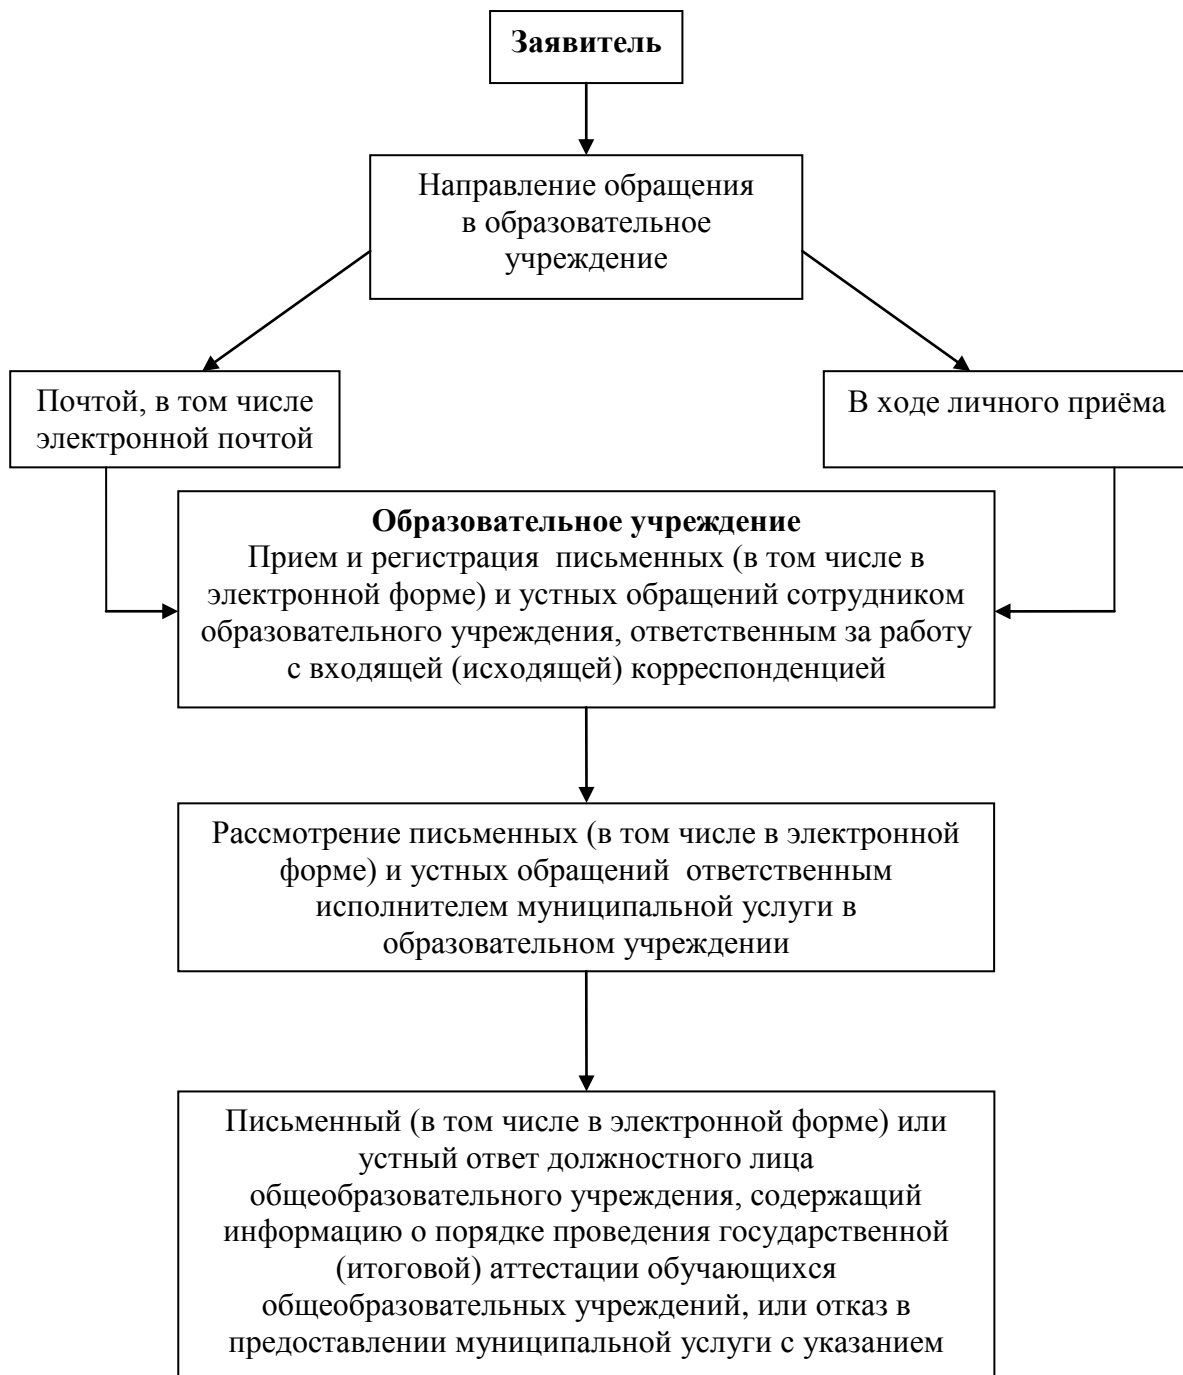 Заявитель
Направление обращения
в образовательное
учреждение
Почтой, в том числе
электронной почтой
В ходе личного приёма
Образовательное учреждение
Прием и регистрация  письменных (в том числе в
электронной форме) и устных обращений сотрудником
образовательного учреждения, ответственным за работу
с входящей (исходящей) корреспонденцией
Рассмотрение письменных (в том числе в электронной
форме) и устных обращений  ответственным
исполнителем муниципальной услуги в
образовательном учреждении
Письменный (в том числе в электронной форме) или
устный ответ должностного лица
общеобразовательного учреждения, содержащий
информацию о порядке проведения государственной
(итоговой) аттестации обучающихся
общеобразовательных учреждений, или отказ в
предоставлении муниципальной услуги с указанием